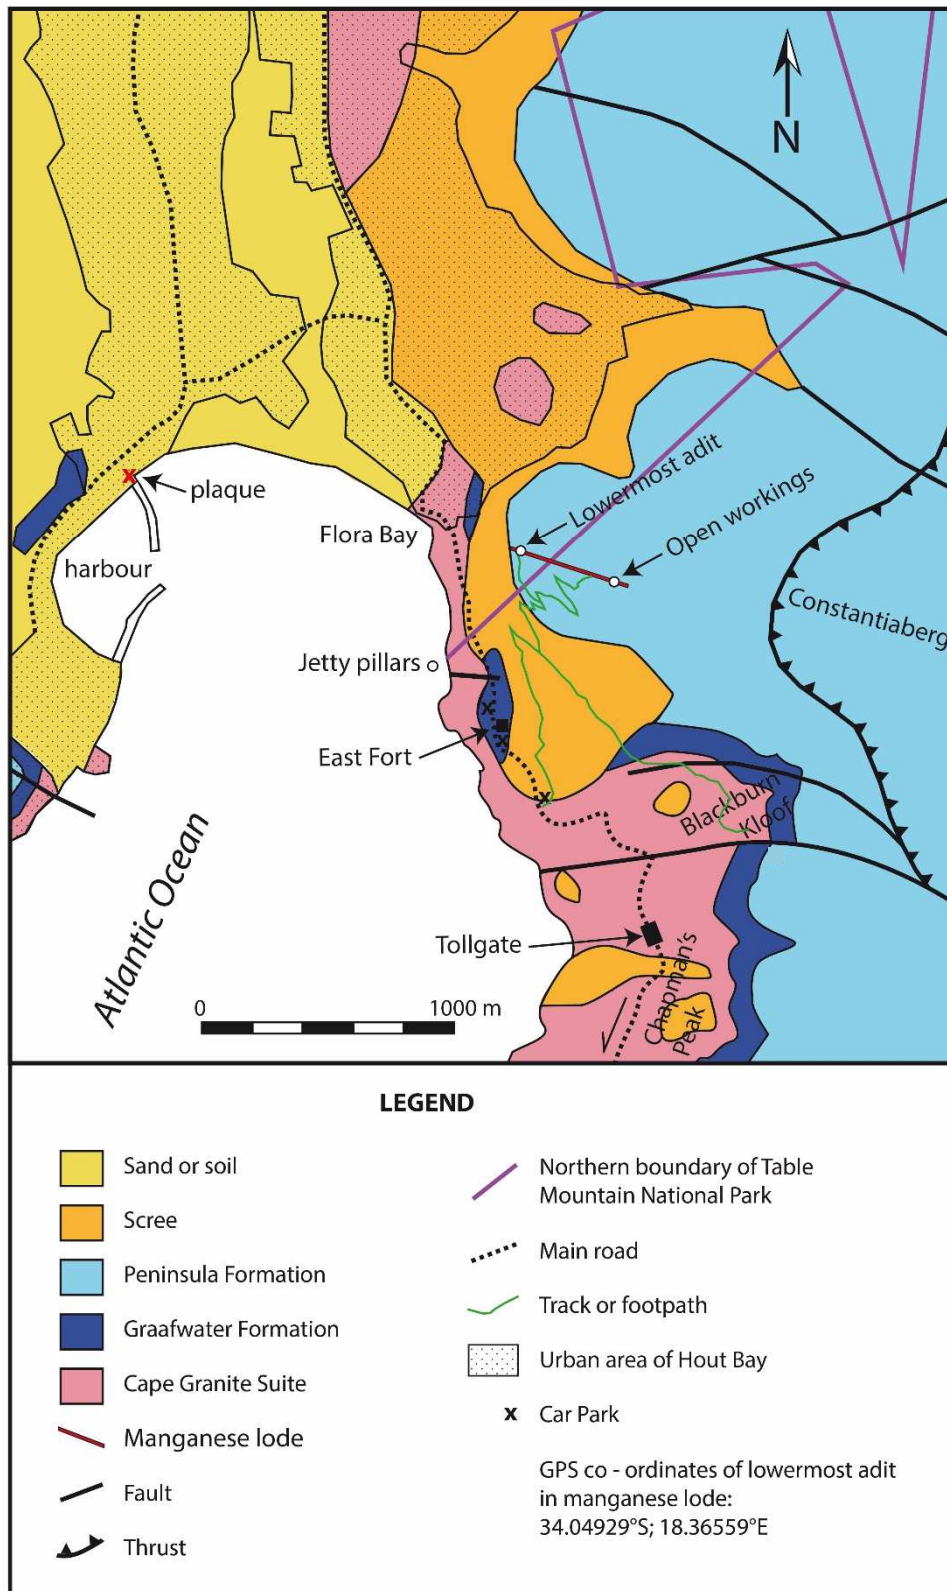 N
Lowermost adit
plaque
Open workings
Flora Bay
harbour
Constantiaberg
Jetty pillars
East Fort
Blackburn
Kloof
Atlantic Ocean
Tollgate
Chapman's
Peak
0 1000 m
LEGEND
Sand or soil
Scree
Peninsula Formation
Graafwater Formation
Cape Granite Suite
Manganese lode
Fault
Thrust
Northern boundary of Table
Mountain National Park
Main road
Track or footpath
Urban area of Hout Bay
x Car Park
GPS co - ordinates of lowermost adit
in manganese lode:
34.04929°S; 18.36559°E